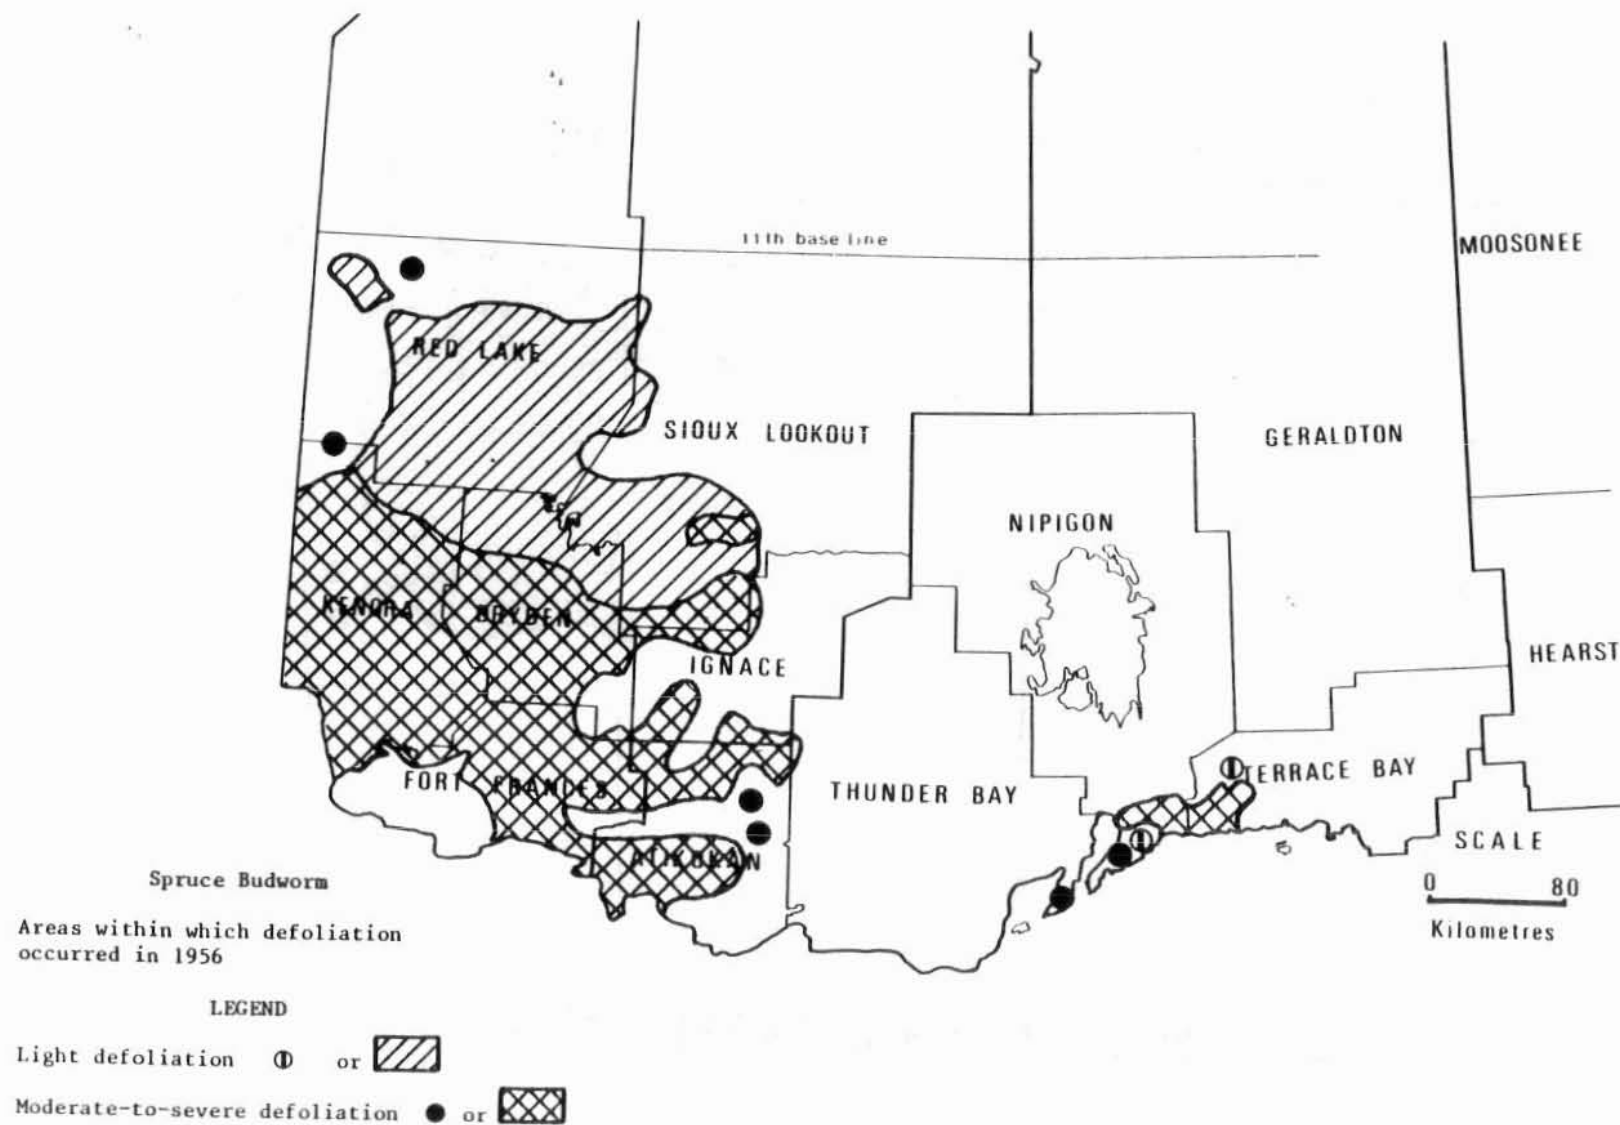 11th base line
MOOSONEE
RED LAKE
SIOUX LOOKOUT
GERALDTON
NIPIGON
KENORA
DRYDEN
IGNACE
HEARST
FORT FRANCES
THUNDER BAY
TERRACE BAY
ATIKOKAN
SCALE
0 80
Kilometres
Spruce Budworm
Areas within which defoliation
occurred in 1956
LEGEND
Light defoliation or
Moderate-to-severe defoliation or